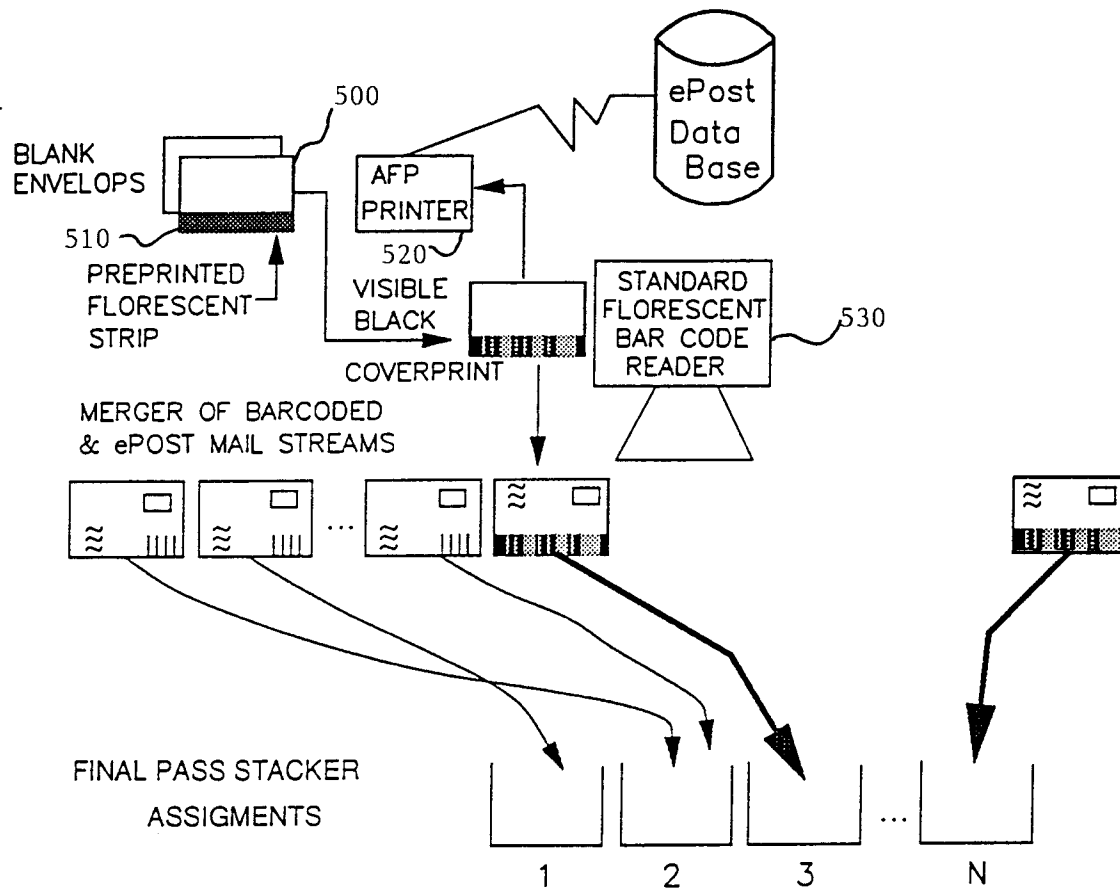 500
ePost
Data
Base
BLANK
ENVELOPS
AFP
PRINTER
510
520
PREPRINTED
FLORESCENT
STRIP
VISIBLE
BLACK
COVERPRINT
STANDARD
FLORESCENT
BAR CODE
READER
530
MERGER OF BARCODED
& ePOST MAIL STREAMS
...
FINAL PASS STACKER
ASSIGMENTS
...
1 2 3 N